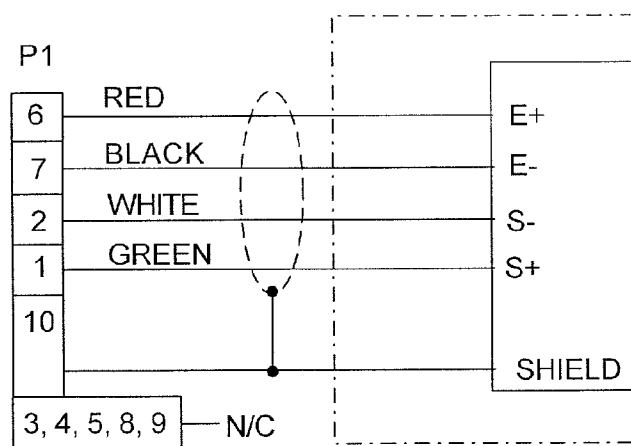 P1
6 RED E+
7 BLACK E-
2 WHITE S-
1 GREEN S+
10
SHIELD
3, 4, 5, 8, 9 N/C